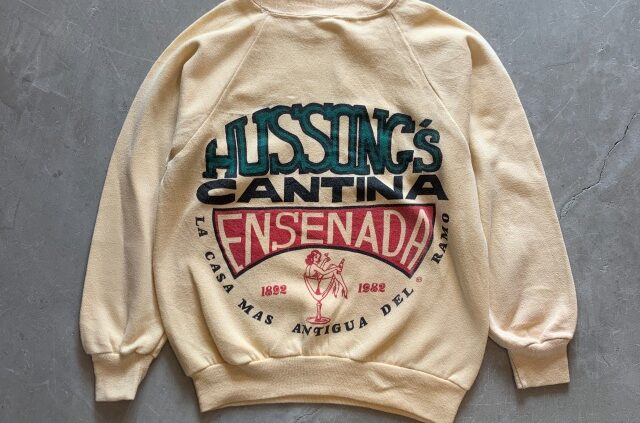 HUSSONG'S
CANTINA
ENSENADA
1892 1982
LA CASA MAS ANTIGUA DEL RAMO
®